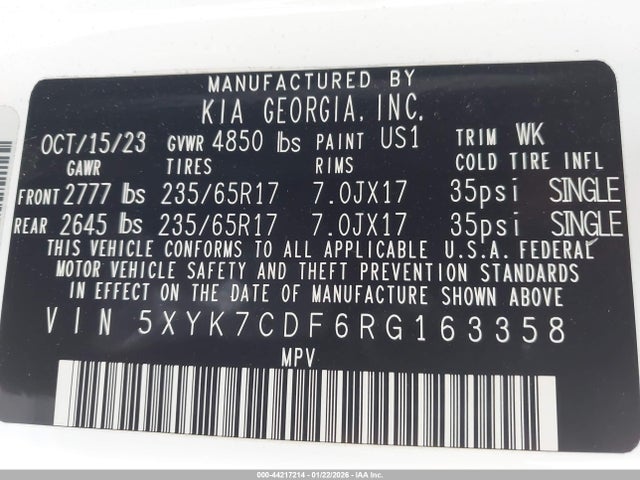 MANUFACTURED BY
KIA GEORGIA, INC.
OCT/15/23 GVWR 4850 lbs PAINT US1 TRIM WK
GAWR TIRES RIMS COLD TIRE INFL
FRONT 2777 lbs 235/65R17 7.0JX17 35psi SINGLE
REAR 2645 lbs 235/65R17 7.0JX17 35psi SINGLE
THIS VEHICLE CONFORMS TO ALL APPLICABLE U.S.A. FEDERAL
MOTOR VEHICLE SAFETY AND THEFT PREVENTION STANDARDS
IN EFFECT ON THE DATE OF MANUFACTURE SHOWN ABOVE
VIN 5XYK7CDF6RG163358
MPV
000-44217214 - 01/22/2026 - IAA Inc.